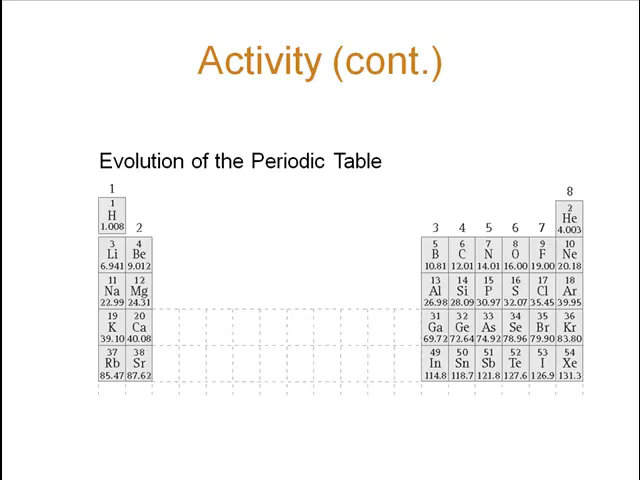 Activity (cont.)
Evolution of the Periodic Table
1 8
1 2
H He
1.008 2 3 4 5 6 7 4.003
3 4 5 6 7 8 9 10
Li Be B C N O F Ne
6.941 9.012 10.81 12.01 14.01 16.00 19.00 20.18
11 12 13 14 15 16 17 18
Na Mg Al Si P S Cl Ar
22.99 24.31 26.98 28.09 30.97 32.07 35.45 39.95
19 20 31 32 33 34 35 36
K Ca Ga Ge As Se Br Kr
39.10 40.08 69.72 72.64 74.92 78.96 79.90 83.80
37 38 49 50 51 52 53 54
Rb Sr In Sn Sb Te I Xe
85.47 87.62 114.8 118.7 121.8 127.6 126.9 131.3